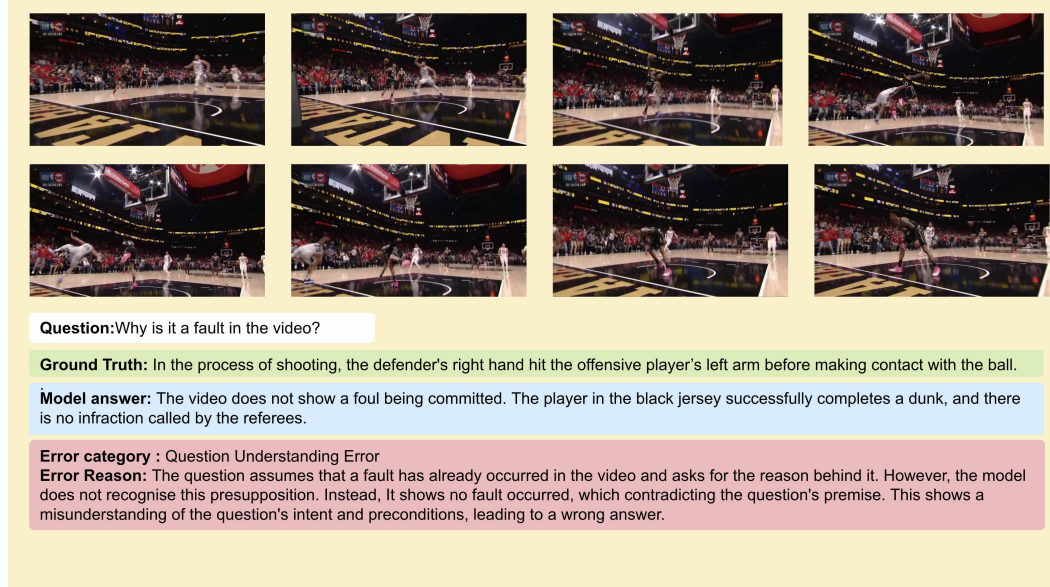 Question:Why is it a fault in the video?
Ground Truth: In the process of shooting, the defender's right hand hit the offensive player's left arm before making contact with the ball.
Model answer: The video does not show a foul being committed. The player in the black jersey successfully completes a dunk, and there
is no infraction called by the referees.
Error category : Question Understanding Error
Error Reason: The question assumes that a fault has already occurred in the video and asks for the reason behind it. However, the model
does not recognise this presupposition. Instead, It shows no fault occurred, which contradicting the question's premise. This shows a
misunderstanding of the question's intent and preconditions, leading to a wrong answer.